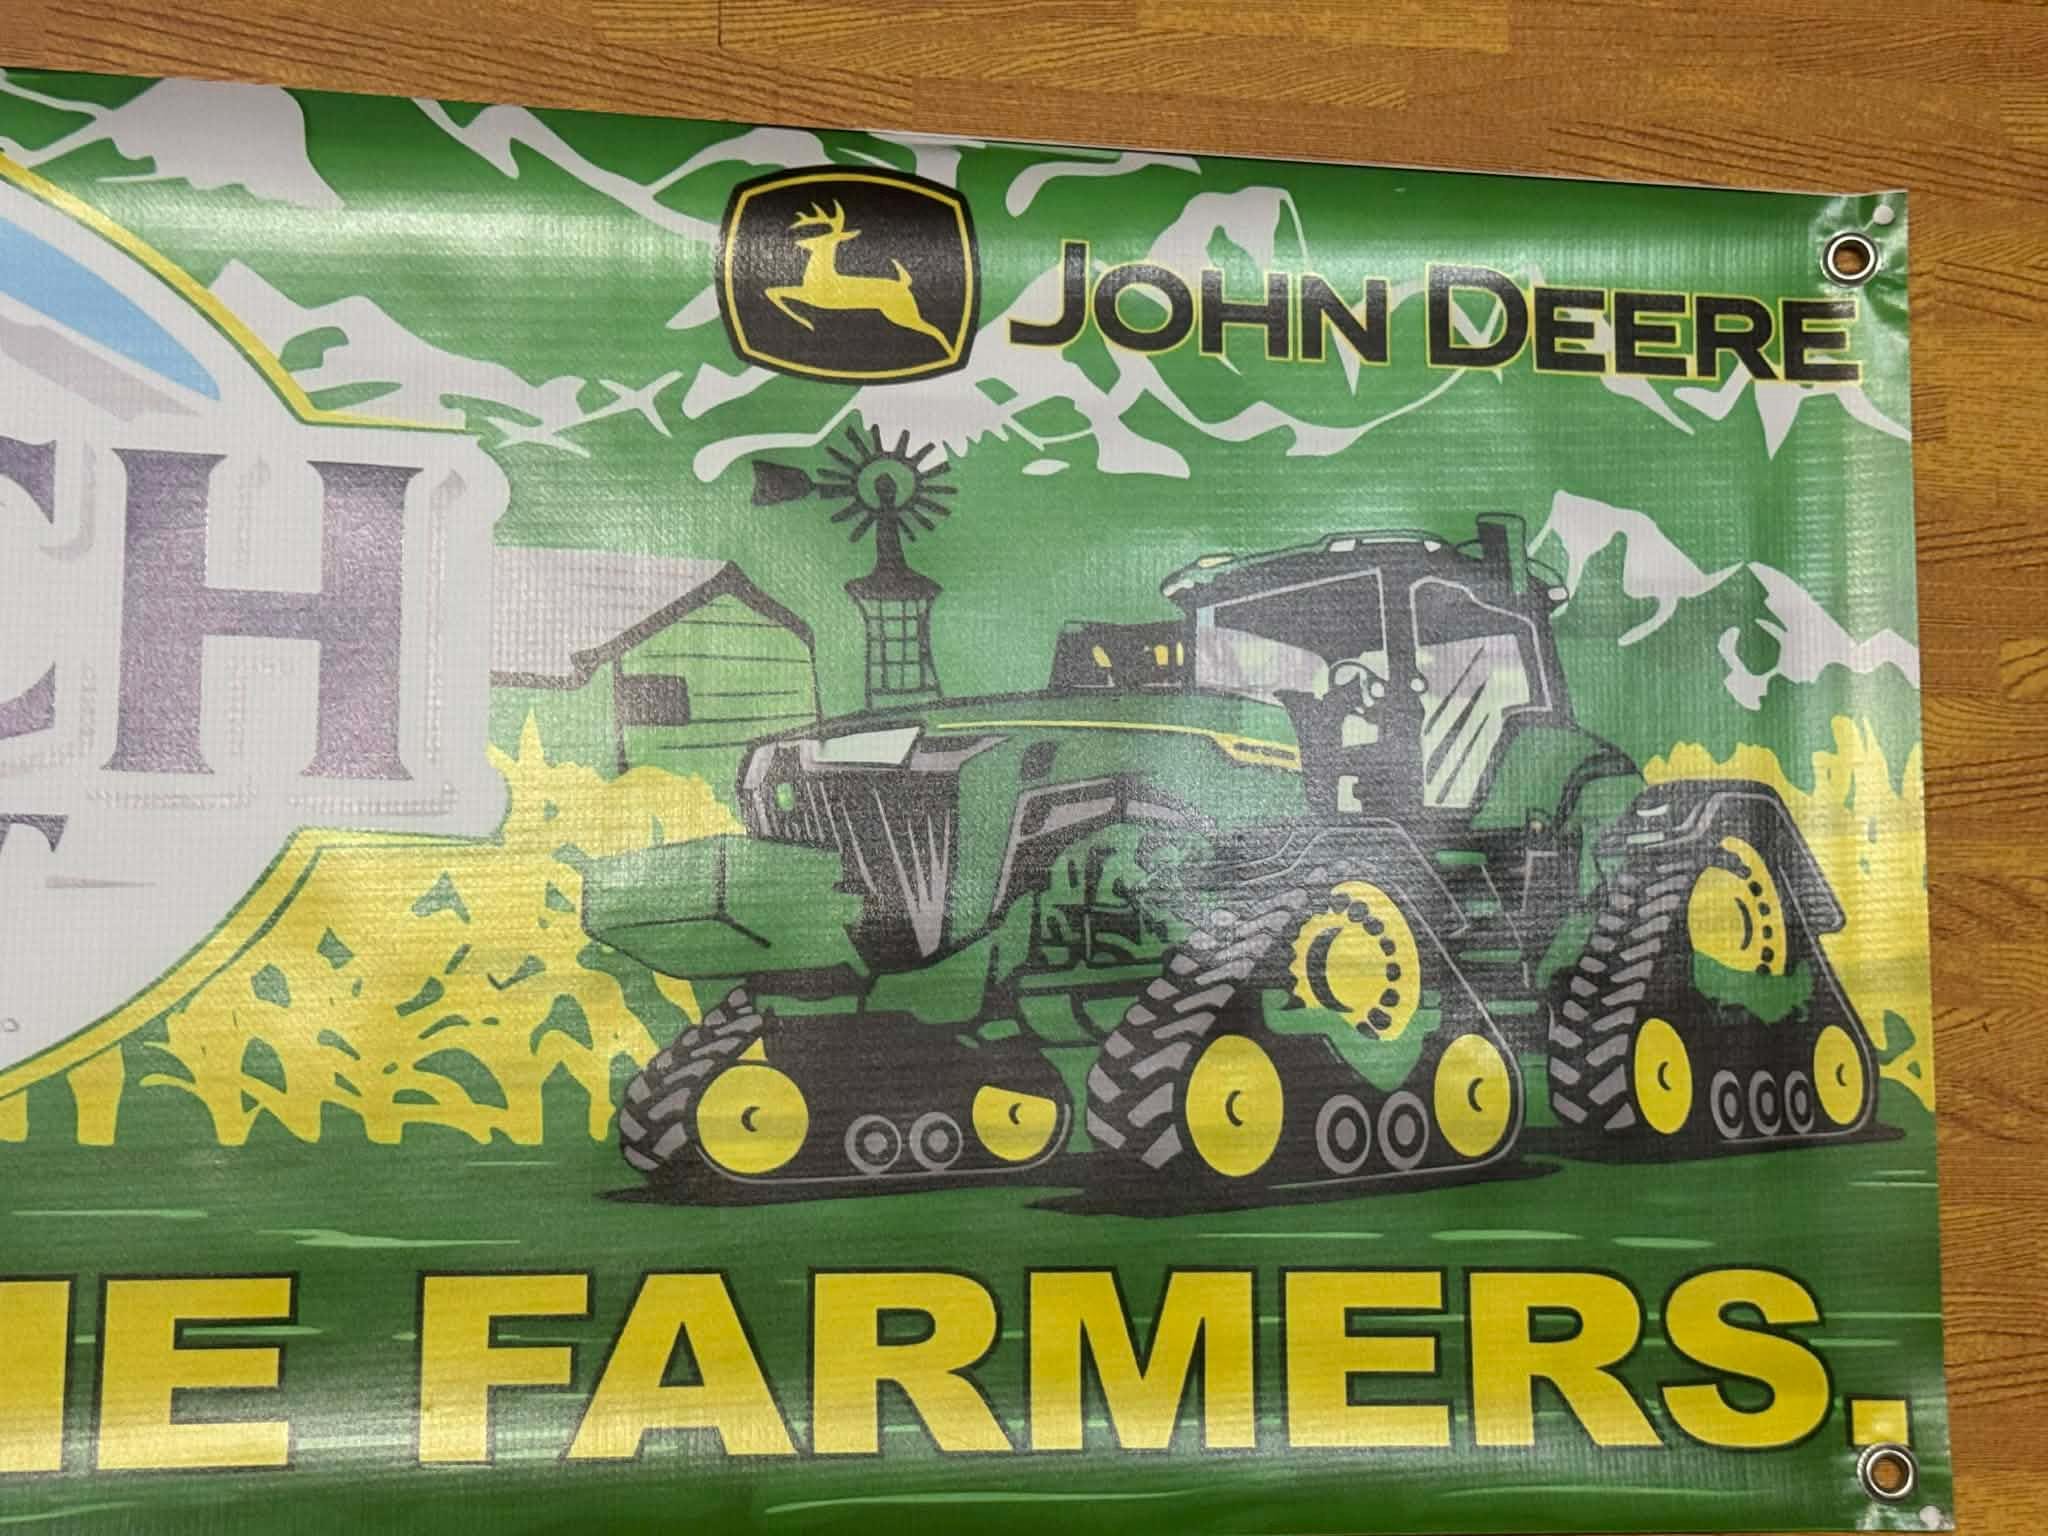 JOHN DEERE
CH
FARMERS.